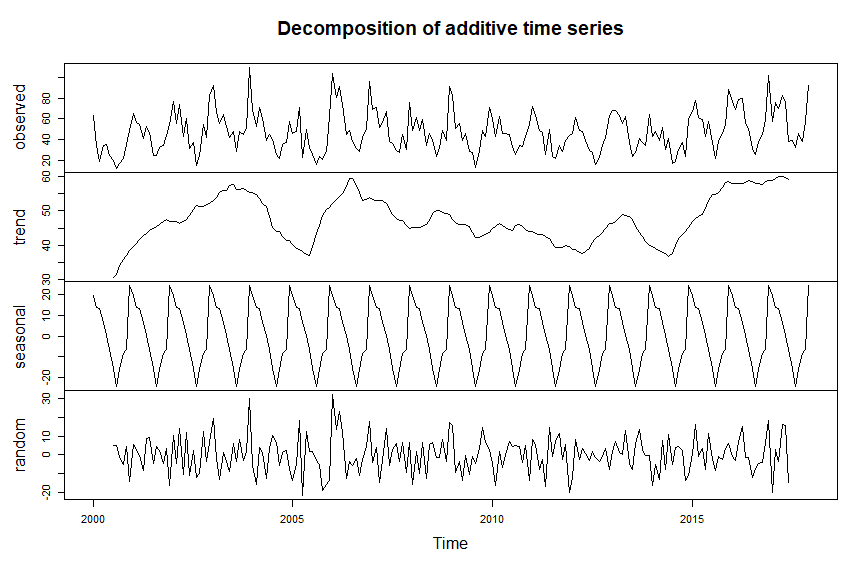 Decomposition of additive time series
observed
20 40 60 80
trend
30 40 50 60
seasonal
-20 0 10 20
random
-20 0 10 30
2000 2005 2010 2015
Time